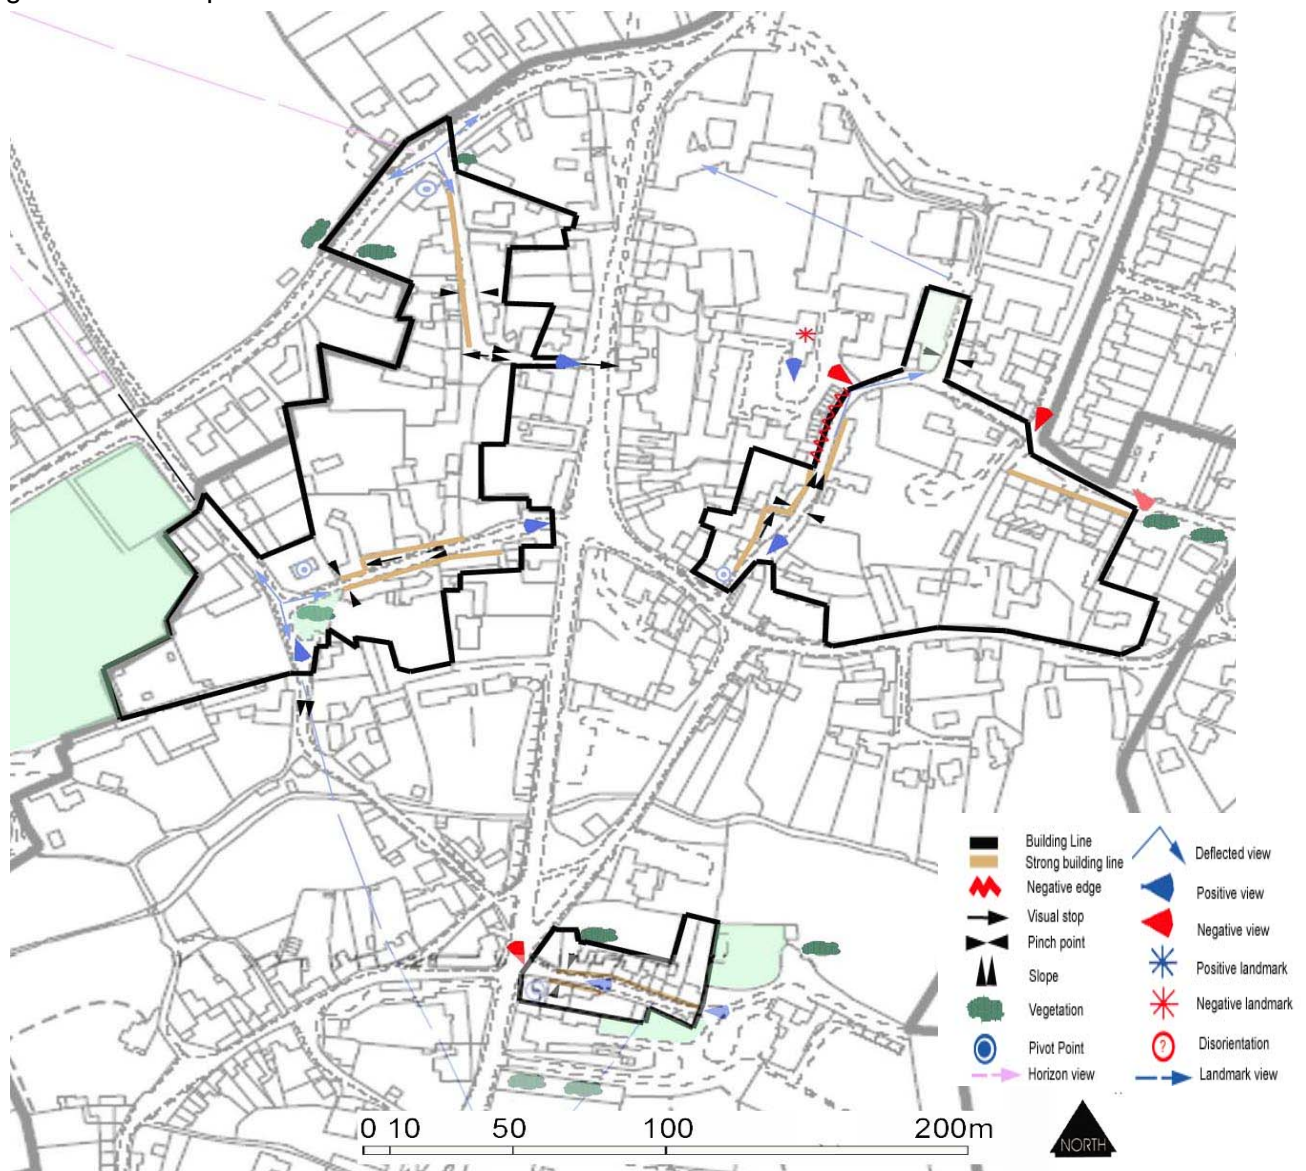 Building Line
Strong building line
Negative edge
Visual stop
Pinch point
Slope
Vegetation
Pivot Point
Horizon view
Deflected view
Positive view
Negative view
Positive landmark
Negative landmark
?
Disorientation
Landmark view
0 10 50 100 200m
NORTH